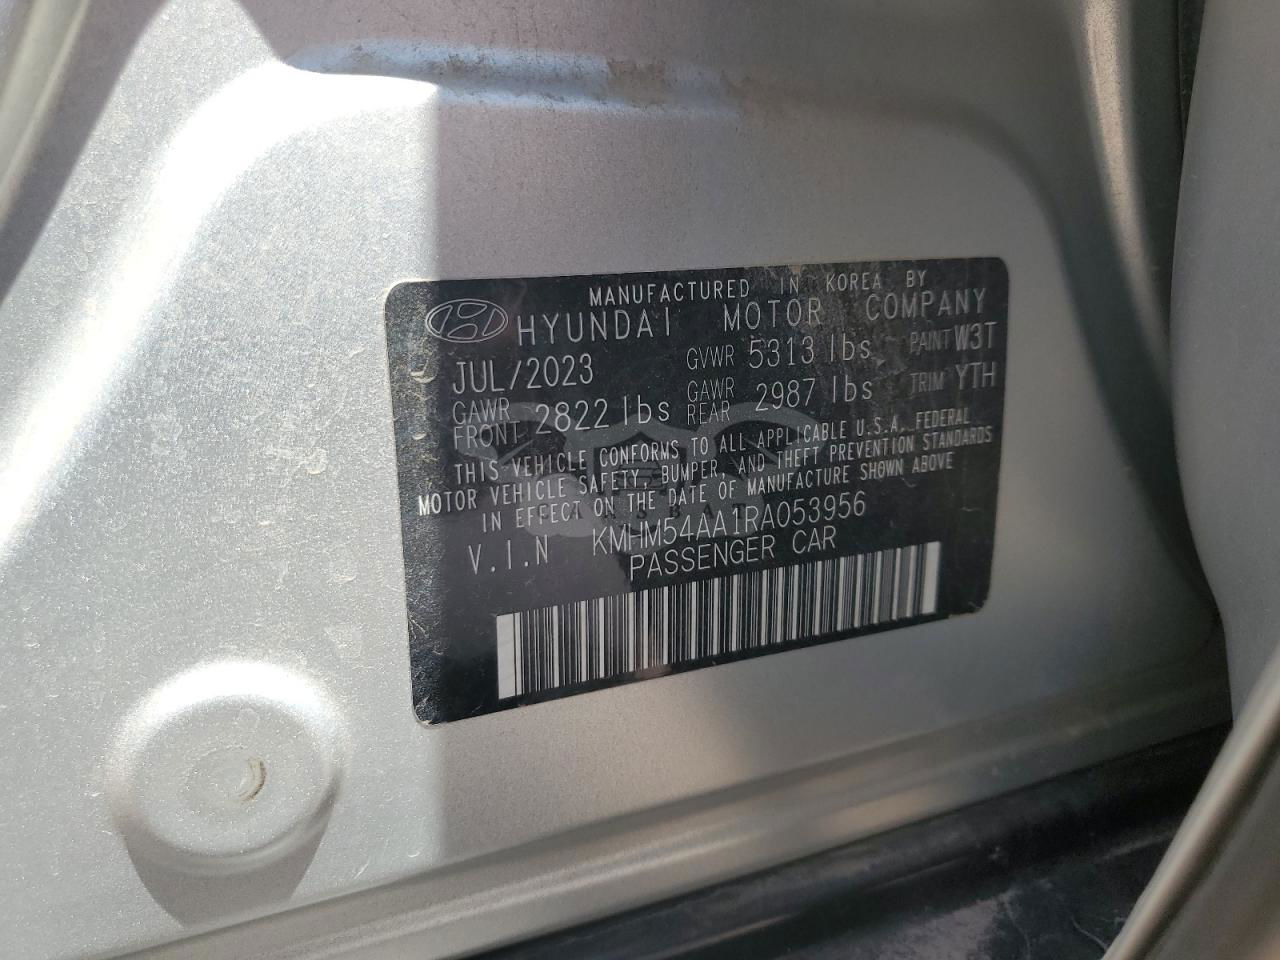 MANUFACTURED IN KOREA BY
HYUNDAI MOTOR COMPANY
JUL/2023 GVWR 5313 lbs PAINT W3T
GAWR FRONT 2822 lbs GAWR REAR 2987 lbs TRIM YTH
THIS VEHICLE CONFORMS TO ALL APPLICABLE U.S.A. FEDERAL
MOTOR VEHICLE SAFETY, BUMPER, AND THEFT PREVENTION STANDARDS
IN EFFECT ON THE DATE OF MANUFACTURE SHOWN ABOVE
V.I.N KMHM54AA1RA053956
PASSENGER CAR